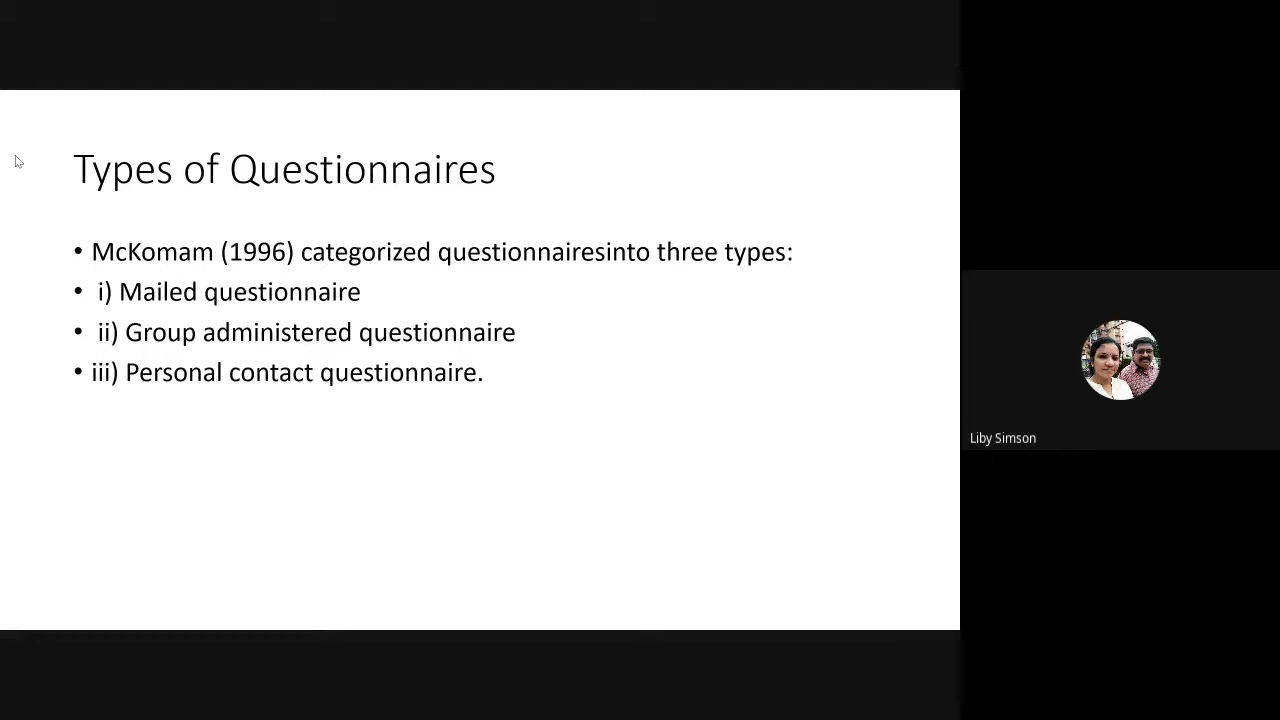 Types of Questionnaires
• McKomam (1996) categorized questionnairesinto three types:
• i) Mailed questionnaire
• ii) Group administered questionnaire
• iii) Personal contact questionnaire.
Liby Simson